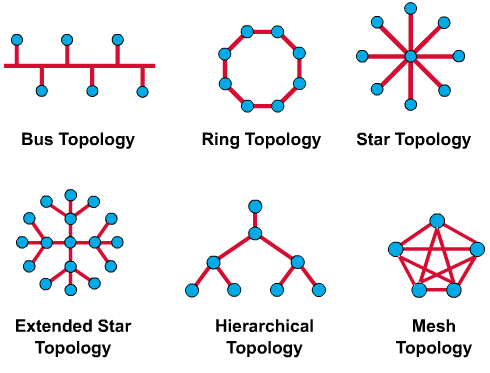 Bus Topology
Ring Topology
Star Topology
Extended Star
Topology
Hierarchical
Topology
Mesh
Topology